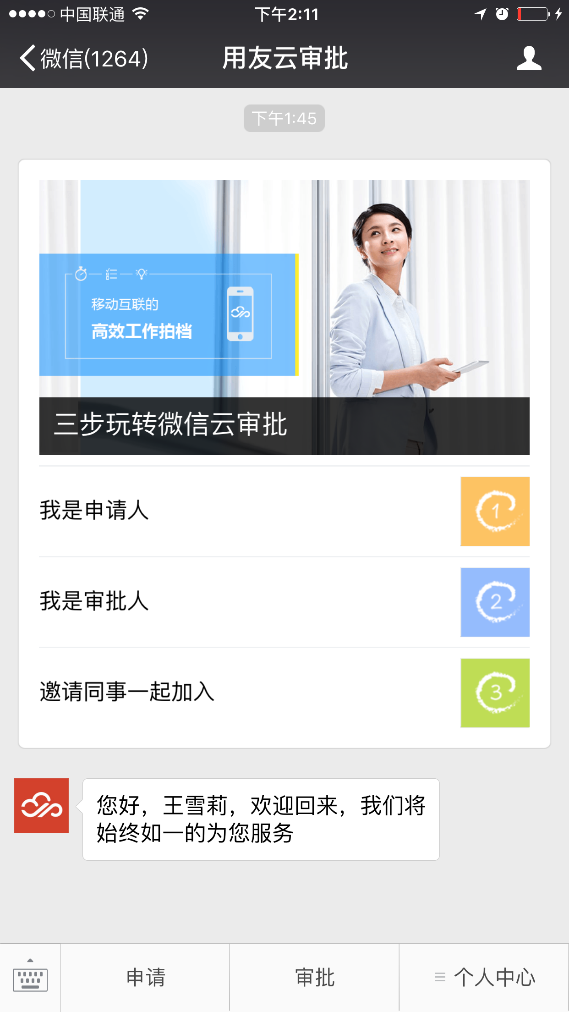 中国联通
下午2:11
微信(1264)
用友云审批
下午1:45
移动互联的
高效工作拍档
三步玩转微信云审批
我是申请人
1
我是审批人
2
邀请同事一起加入
3
您好，王雪莉，欢迎回来，我们将
始终如一的为您服务
申请
审批
个人中心